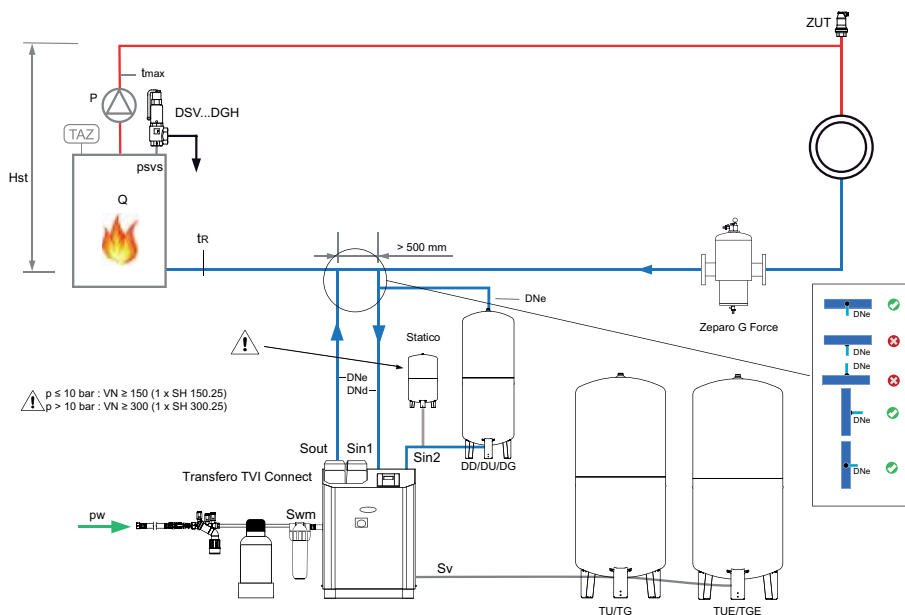 ZUT
tmax
P
DSV...DGH
TAZ
psvs
Hst
Q
tR
> 500 mm
DNe
Zeparo G Force
DNe
DNe
DNe
DNe
DNe
Statico
DNe
DNd
p ≤ 10 bar : VN ≥ 150 (1 x SH 150.25)
p > 10 bar : VN ≥ 300 (1 x SH 300.25)
Sout
Sin1
Sin2
DD/DU/DG
Transfero TVI Connect
pw
Swm
Sv
TU/TG
TUE/TGE